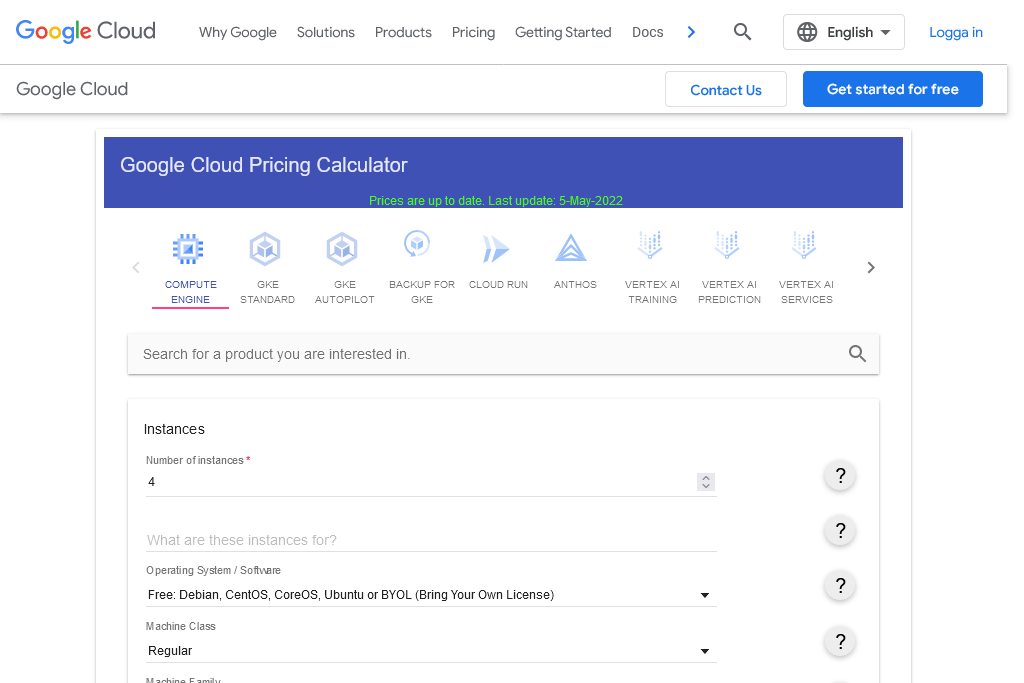 Google Cloud
Why Google Solutions Products Pricing Getting Started Docs English Logga in
Google Cloud Contact Us Get started for free
Google Cloud Pricing Calculator
Prices are up to date. Last update: 5-May-2022
COMPUTE ENGINE
GKE STANDARD
GKE AUTOPILOT
BACKUP FOR GKE
CLOUD RUN
ANTHOS
VERTEX AI TRAINING
VERTEX AI PREDICTION
VERTEX AI SERVICES
Search for a product you are interested in.
Instances
Number of instances *
4 ?
What are these instances for? ?
Operating System / Software
Free: Debian, CentOS, CoreOS, Ubuntu or BYOL (Bring Your Own License) ?
Machine Class
Regular ?
Machine Family